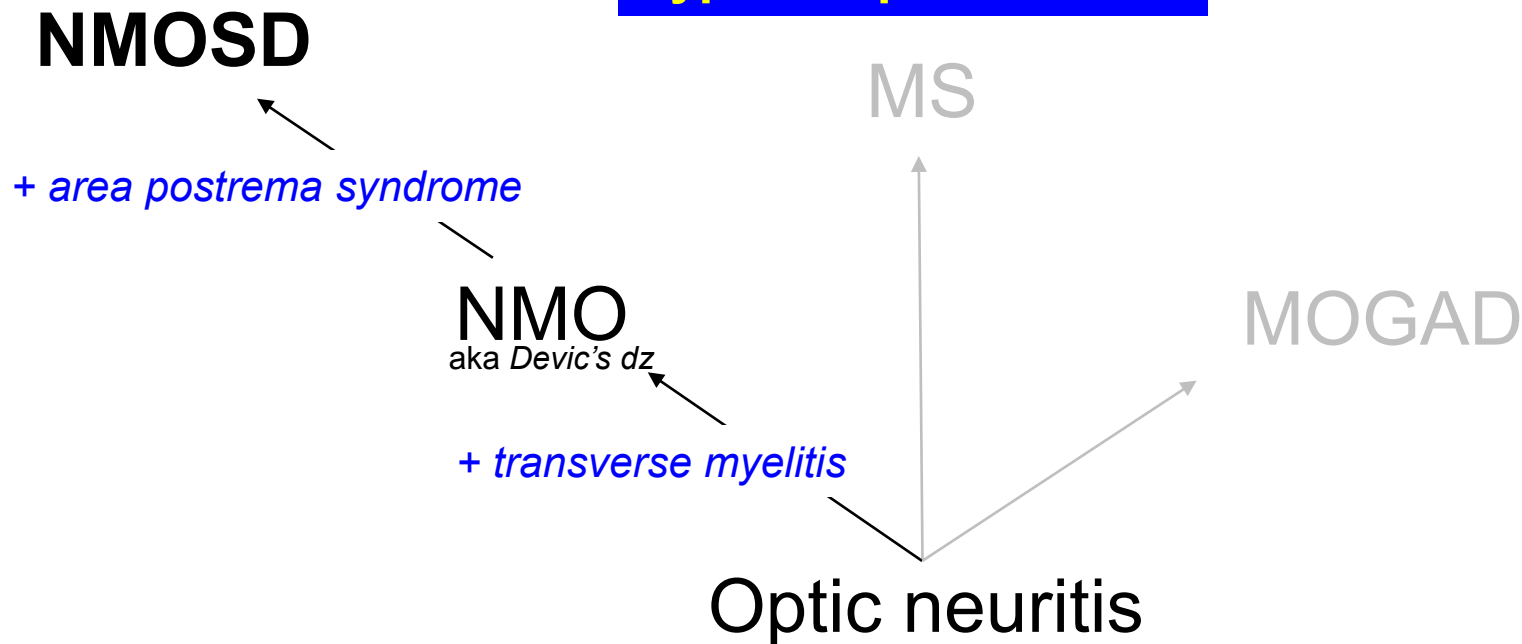 NMOSD
MS
+ area postrema syndrome
NMO
aka Devic's dz
MOGAD
+ transverse myelitis
Optic neuritis